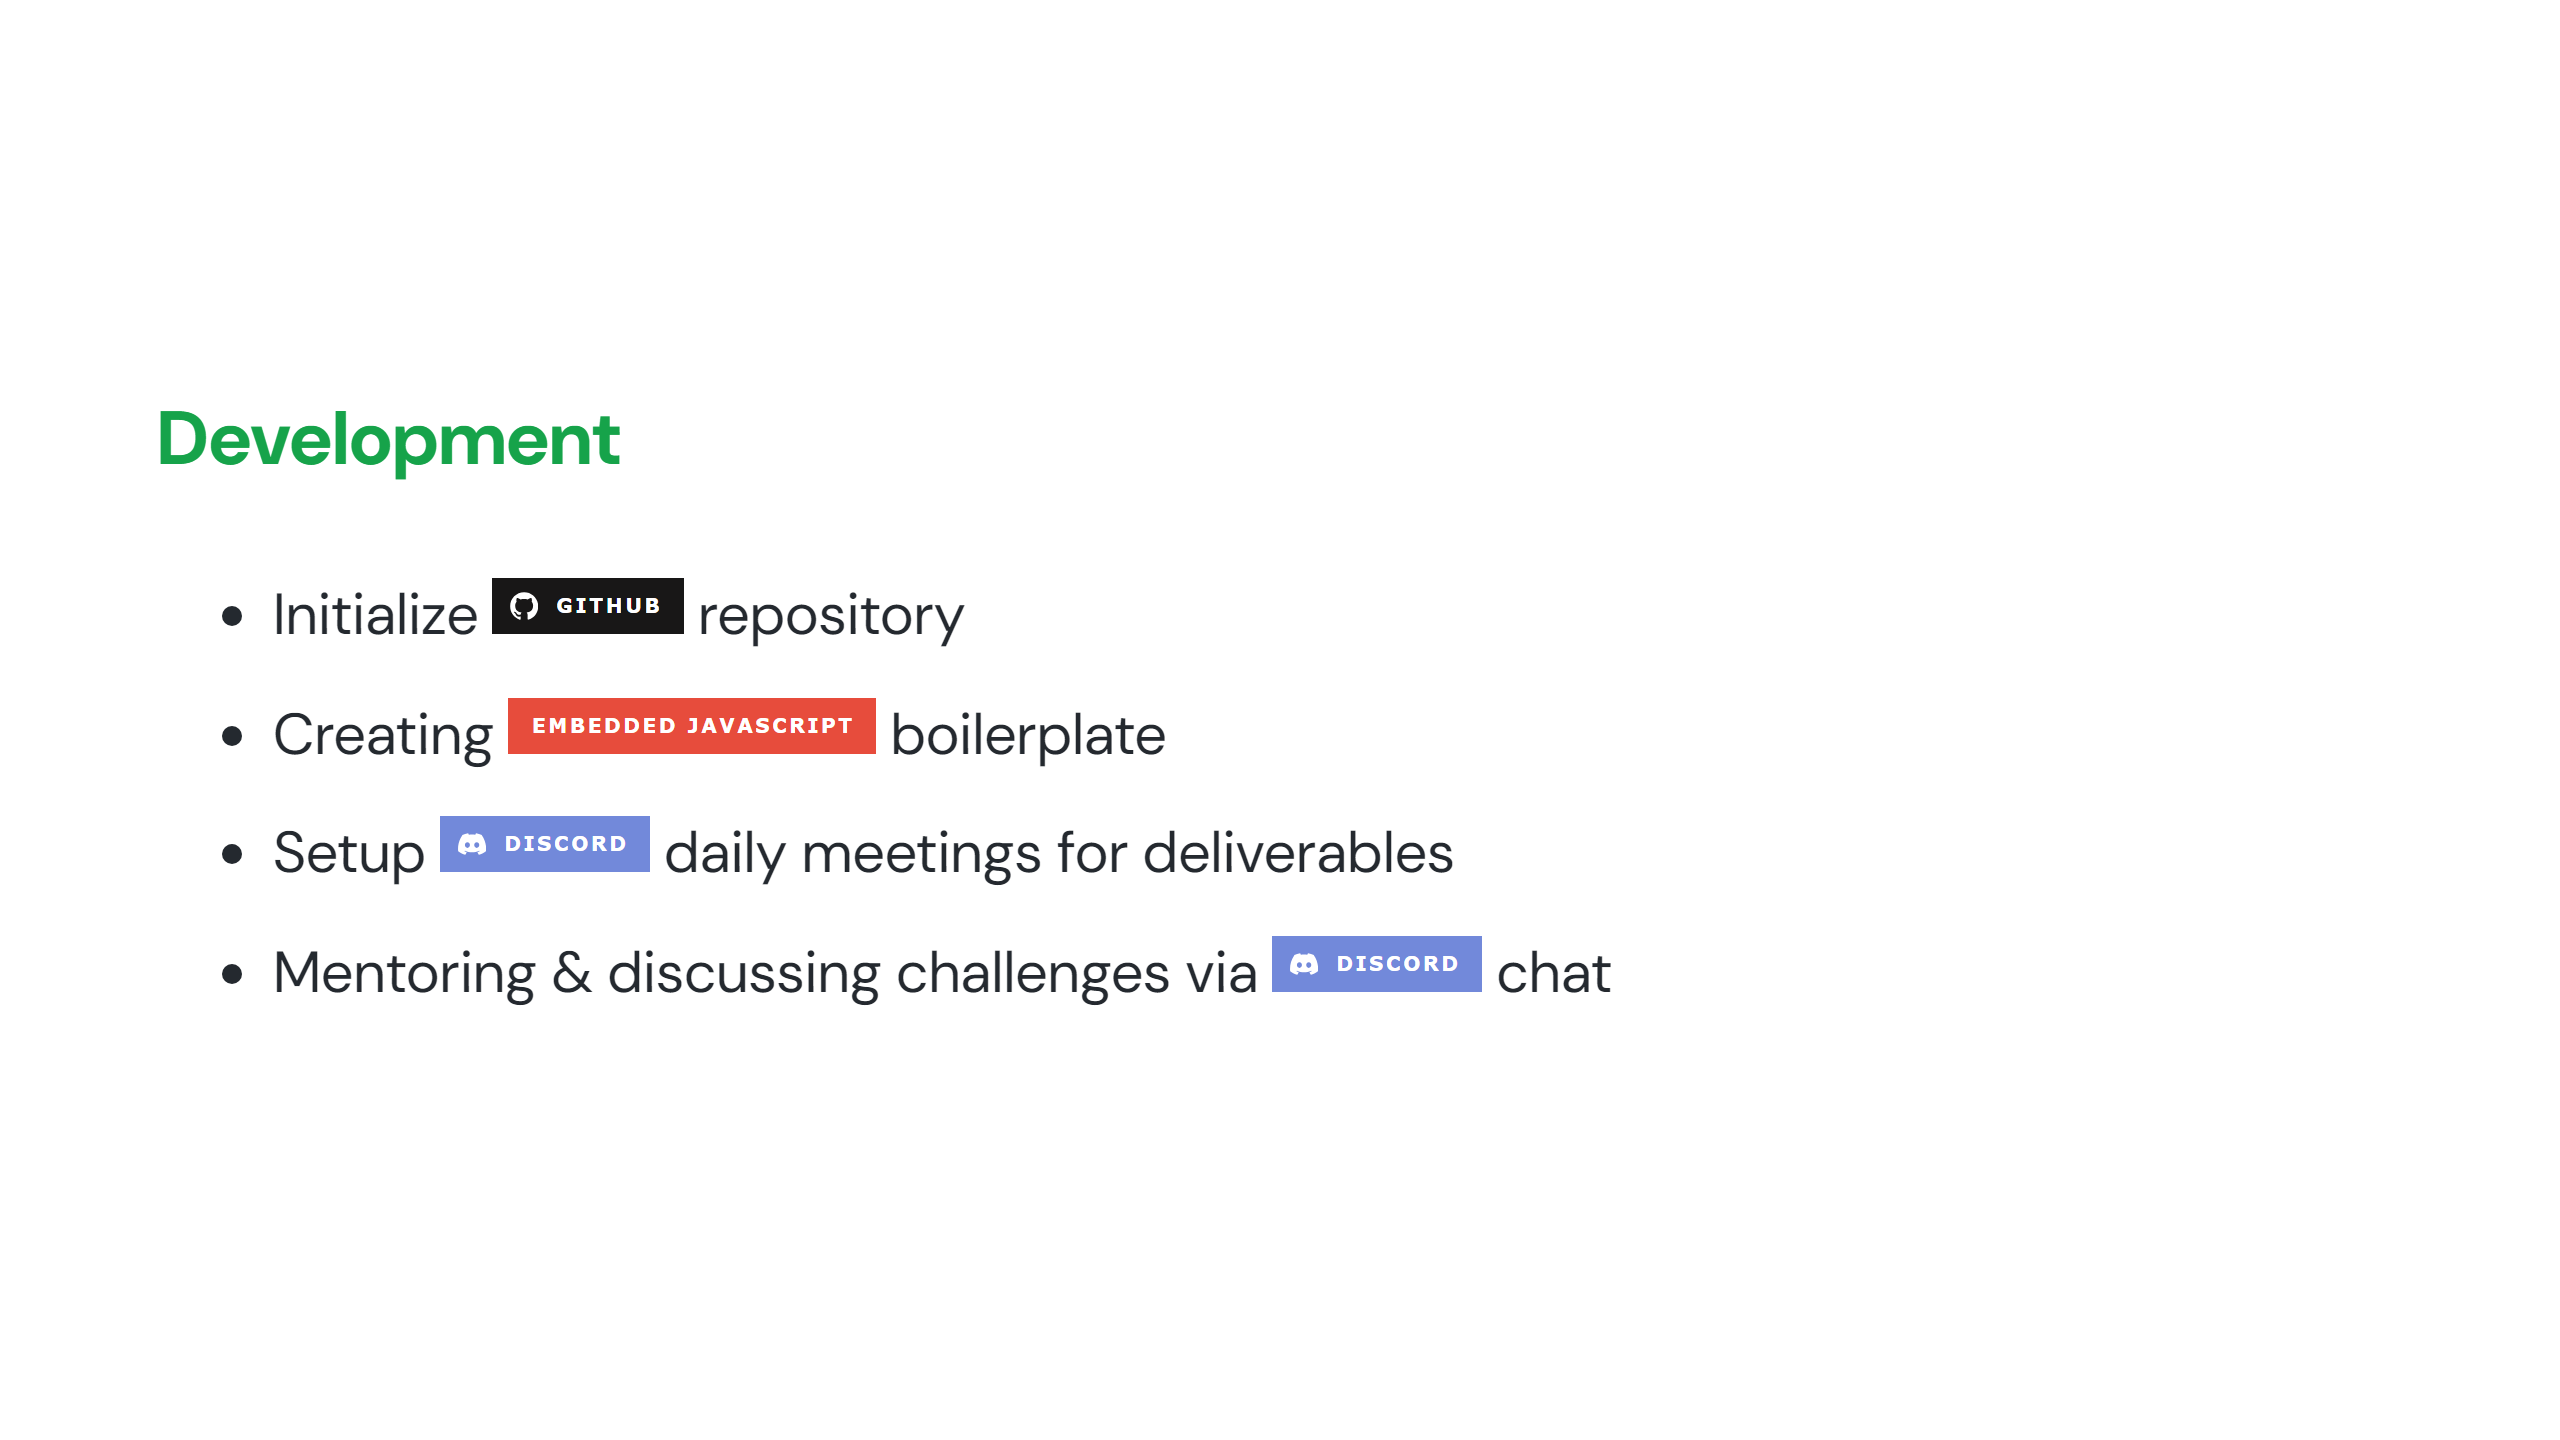 Development
Initialize GITHUB repository
Creating EMBEDDED JAVASCRIPT boilerplate
Setup DISCORD daily meetings for deliverables
Mentoring & discussing challenges via DISCORD chat